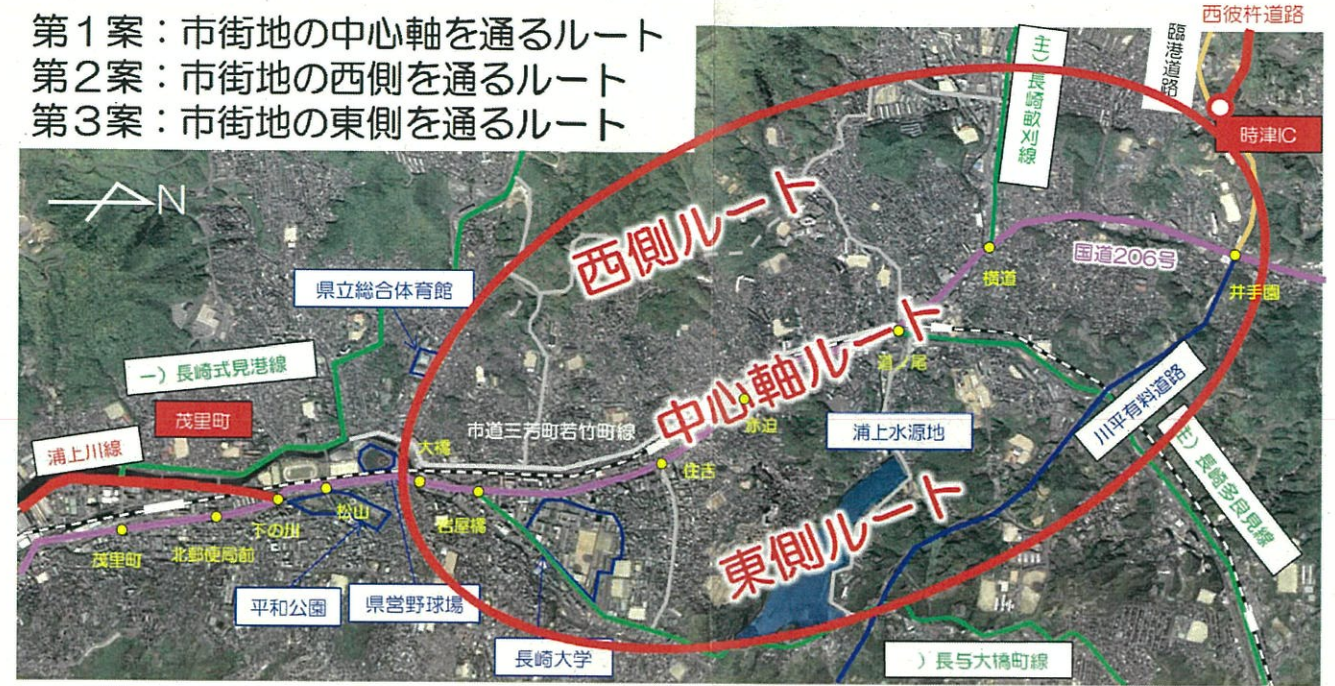 第1案：市街地の中心軸を通るルート
第2案：市街地の西側を通るルート
第3案：市街地の東側を通るルート
西彼杵道路
臨港道路
主）長崎畝刈線
時津IC
N
西側ルート
国道206号
横道
井手園
県立総合体育館
一）長崎式見港線
茂里町
中心軸ルート
道ノ尾
川平有料道路
浦上川線
大橋
市道三芳町若竹町線
赤迫
浦上水源地
主）長崎多良見線
住吉
東側ルート
松山
岩屋橋
下の川
茂里町
北郵便局前
平和公園
県営野球場
長崎大学
一）長与大橋町線